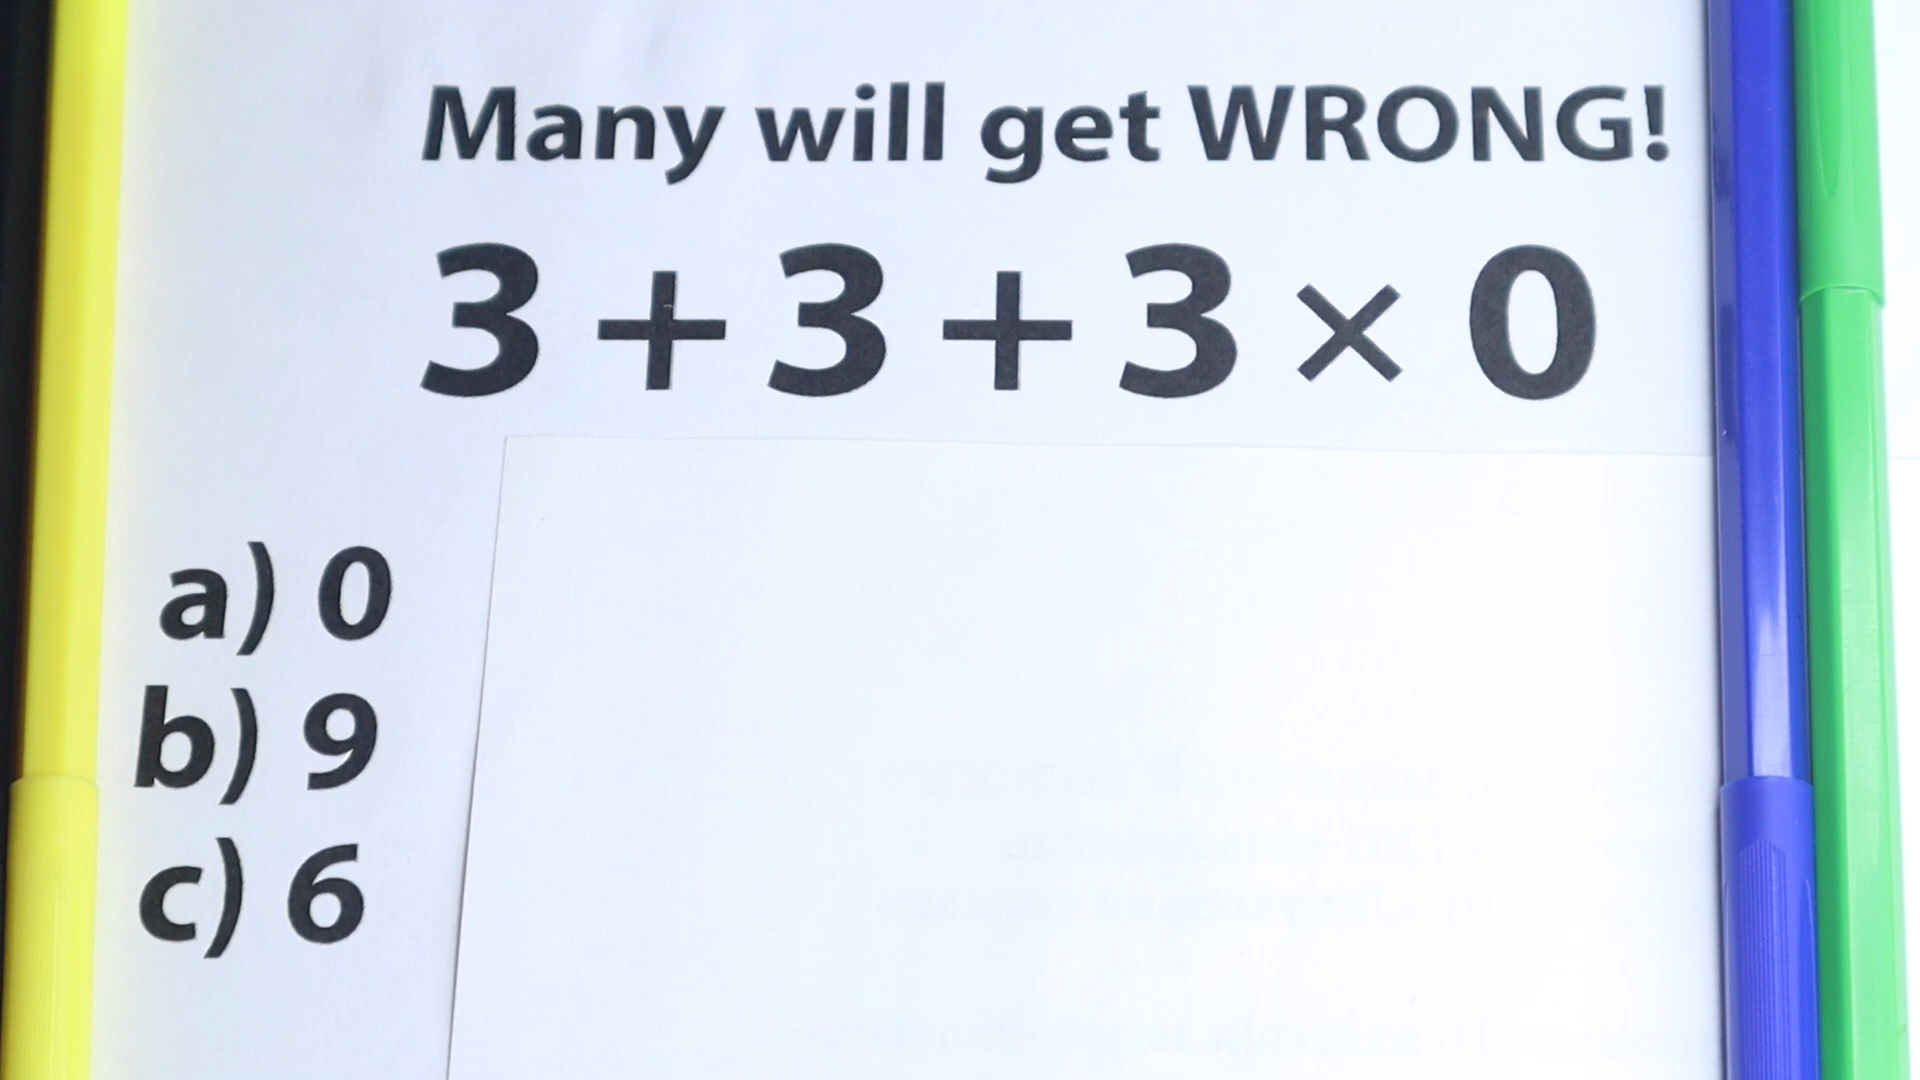 Many will get WRONG!
3 + 3 + 3 × 0
a) 0
b) 9
c) 6